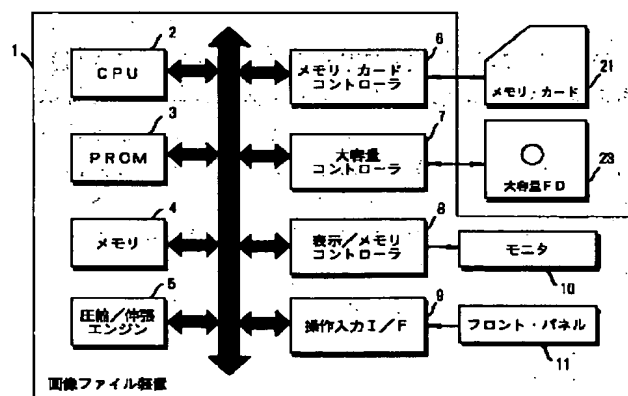 1
2
CPU
3
PROM
4
メモリ
5
圧縮/伸張
エンジン
6
メモリ・カード・
コントローラ
7
大容量
コントローラ
8
表示/メモリ
コントローラ
9
操作入力I/F
メモリ・カード
21
大容量FD
23
モニタ
10
フロント・パネル
11
画像ファイル装置